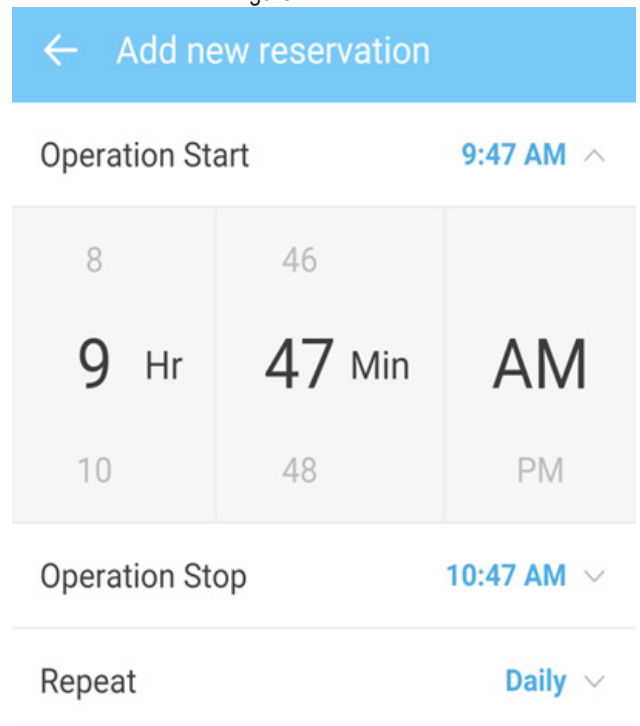 Add new reservation
Operation Start 9:47 AM
8 46
9 Hr 47 Min AM
10 48 PM
Operation Stop 10:47 AM
Repeat Daily